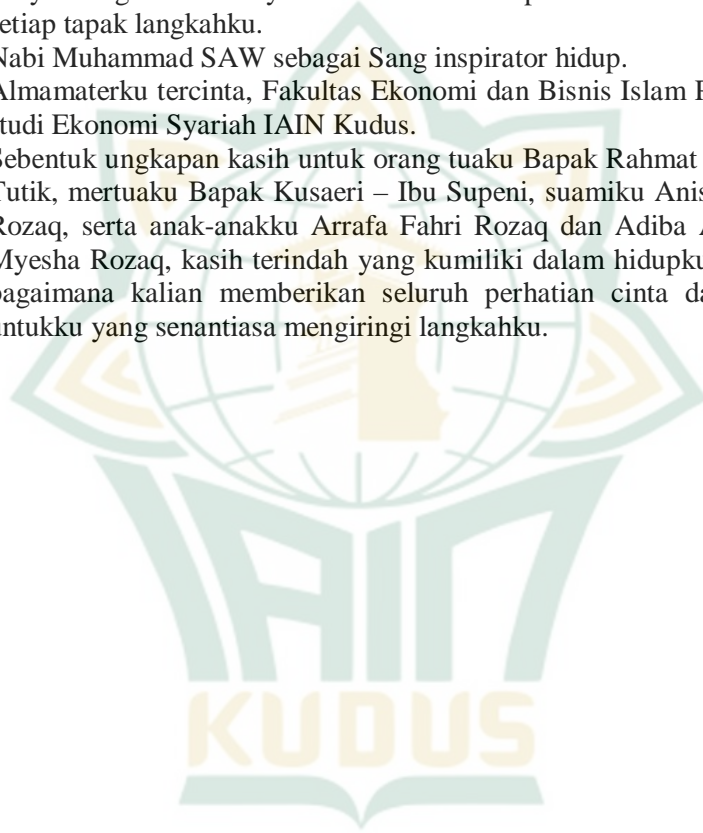 setiap tapak langkahku.
Nabi Muhammad SAW sebagai Sang inspirator hidup.
Almamaterku tercinta, Fakultas Ekonomi dan Bisnis Islam
Studi Ekonomi Syariah IAIN Kudus.
Sebentuk ungkapan kasih untuk orang tuaku Bapak Rahmat
Tutik, mertuaku Bapak Kusaeri – Ibu Supeni, suamiku Anis
Rozaq, serta anak-anakku Arrafa Fahri Rozaq dan Adiba
Myesha Rozaq, kasih terindah yang kumiliki dalam hidupku
bagaimana kalian memberikan seluruh perhatian cinta
untukku yang senantiasa mengiringi langkahku.
IAIN
KUDUS